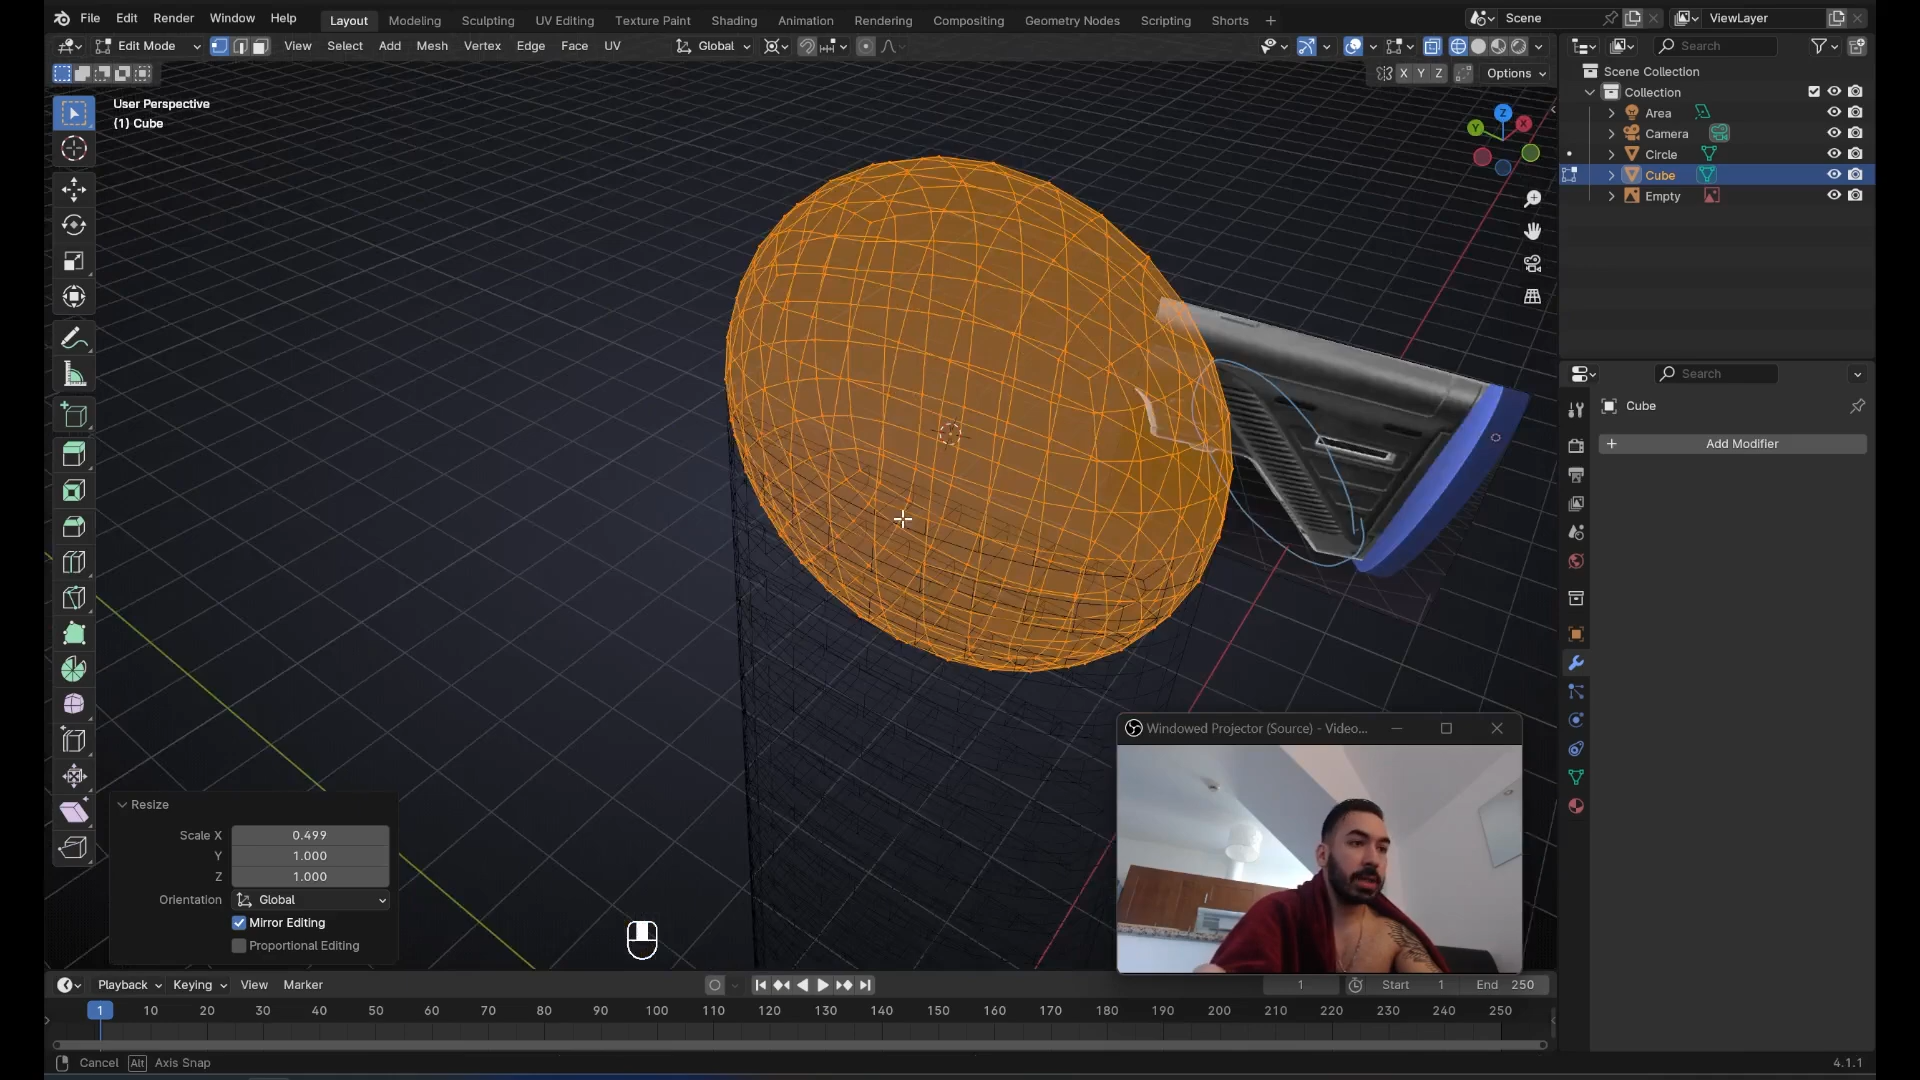 File Edit Render Window Help Layout Modeling Sculpting UV Editing Texture Paint Shading Animation Rendering Compositing Geometry Nodes Scripting Shorts + Scene ViewLayer
Edit Mode View Select Add Mesh Vertex Edge Face UV Global Search
X Y Z Options
User Perspective
(1) Cube
Z
X
Y
Scene Collection
Collection
Area
Camera
Circle
Cube
Empty
Search
Cube
+ Add Modifier
Windowed Projector (Source) - Video...
Resize
Scale X 0.499
Y 1.000
Z 1.000
Orientation Global
Mirror Editing
Proportional Editing
Playback Keying View Marker 1 Start 1 End 250
1 10 20 30 40 50 60 70 80 90 100 110 120 130 140 150 160 170 180 190 200 210 220 230 240 250
Cancel Alt Axis Snap 4.1.1